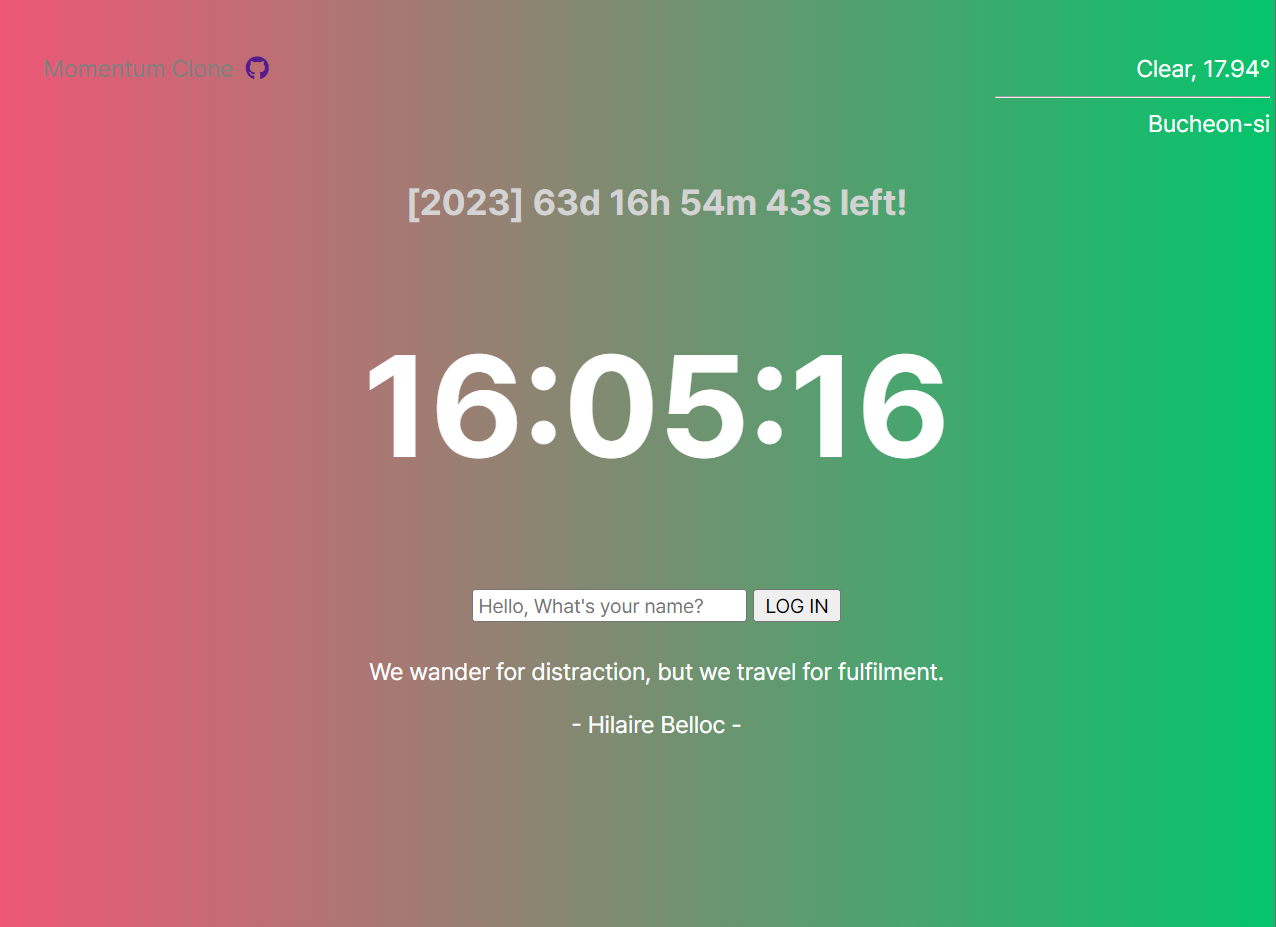 Momentum Clone
Clear, 17.94°
Bucheon-si
[2023] 63d 16h 54m 43s left!
16:05:16
Hello, What's your name?
LOG IN
We wander for distraction, but we travel for fulfilment.
- Hilaire Belloc -